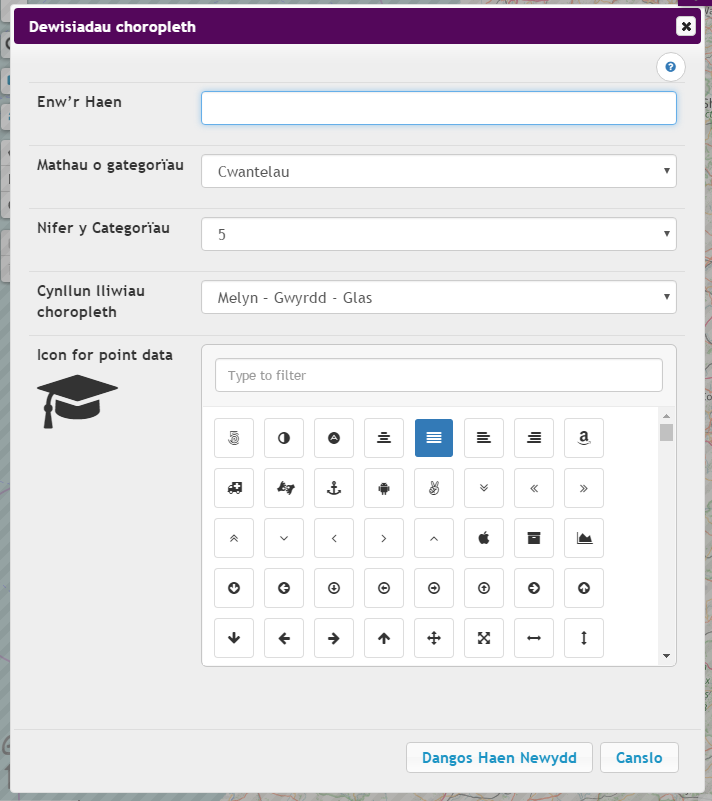 Dewisiadau choropleth
Enw’r Haen
Mathau o gategorïau
Cwantelau
Nifer y Categorïau
5
Cynllun lliwiau
choropleth
Melyn - Gwyrdd - Glas
Icon for point data
Type to filter
Dangos Haen Newydd
Canslo